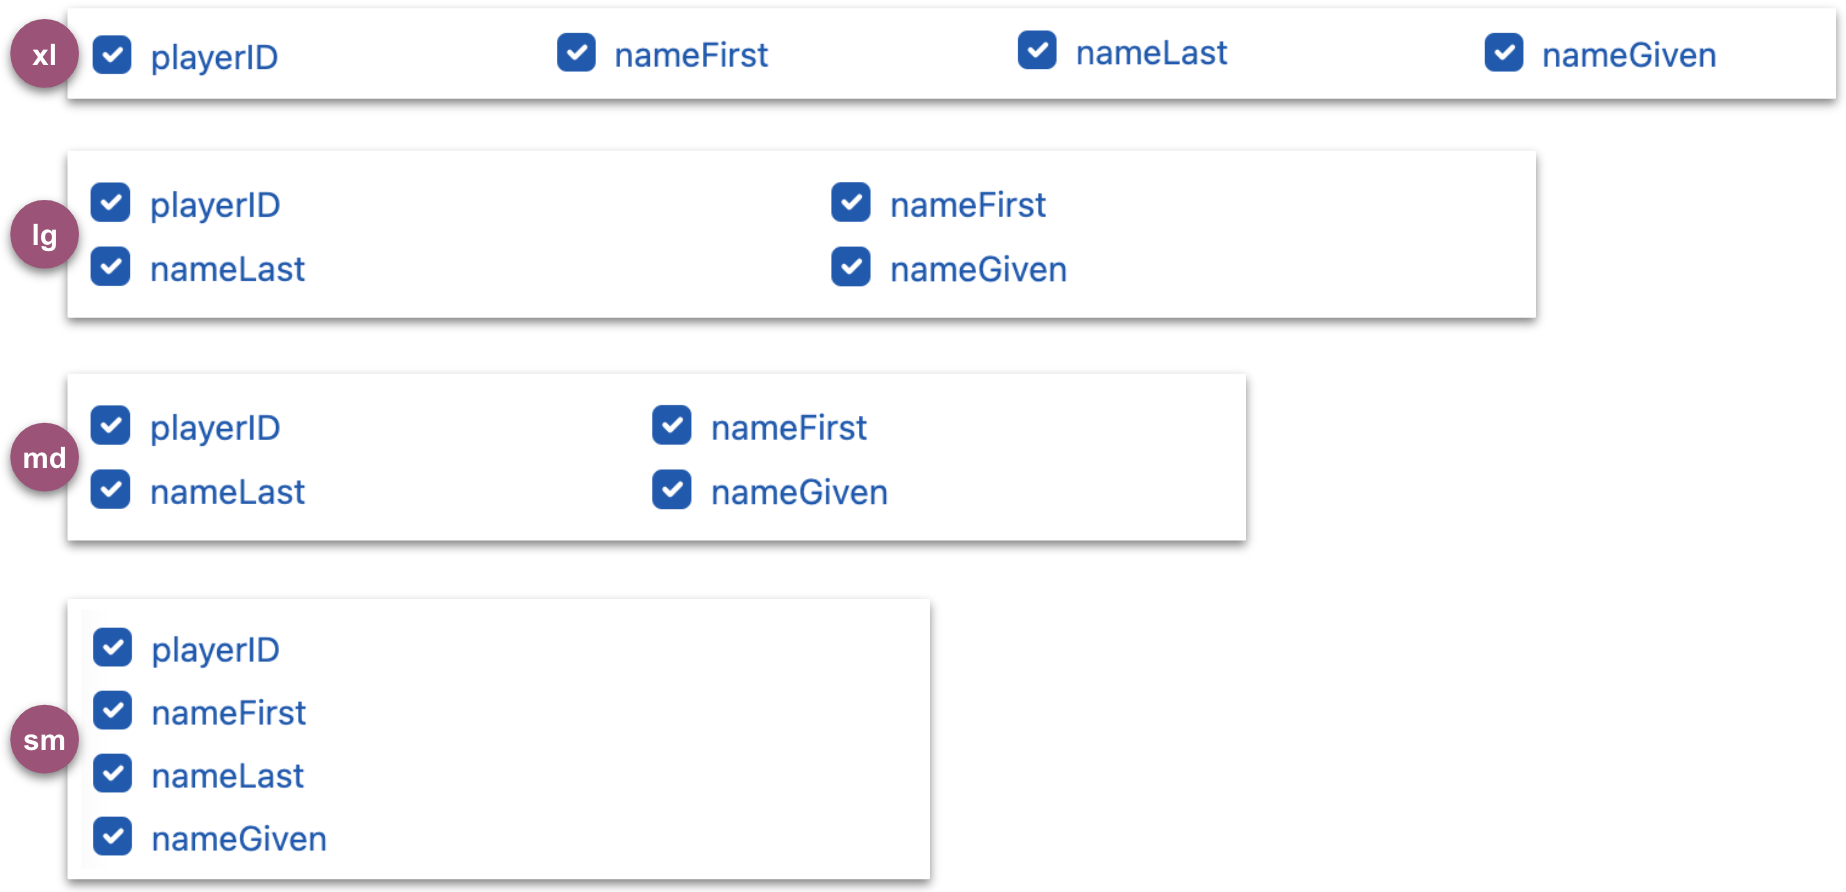 xl playerID nameFirst nameLast nameGiven
lg
playerID nameFirst
nameLast nameGiven
md
playerID nameFirst
nameLast nameGiven
sm
playerID
nameFirst
nameLast
nameGiven